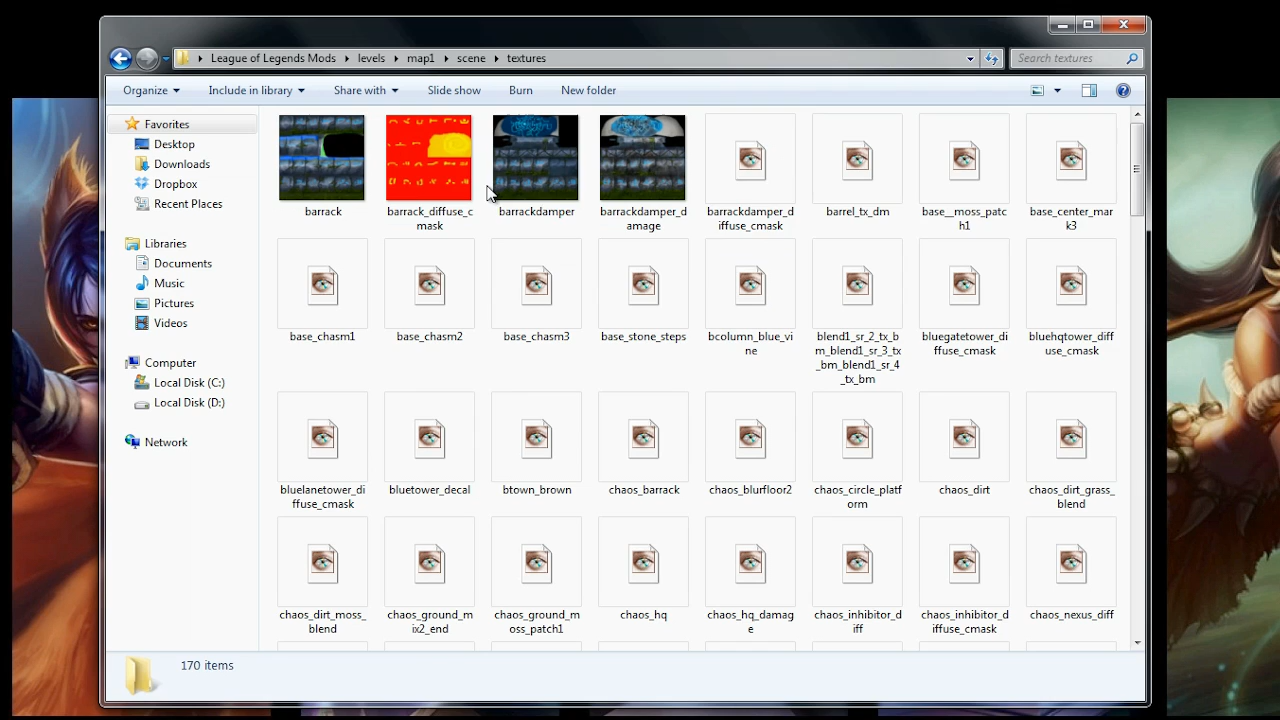 League of Legends Mods levels map1 scene textures Search textures
Organize Include in library Share with Slide show Burn New folder
Favorites
Desktop
Downloads
Dropbox
Recent Places
Libraries
Documents
Music
Pictures
Videos
Computer
Local Disk (C:)
Local Disk (D:)
Network
barrack
barrack_diffuse_c
mask
barrackdamper
barrackdamper_d
amage
barrackdamper_d
iffuse_cmask
barrel_tx_dm
base__moss_patc
h1
base_center_mar
k3
base_chasm1
base_chasm2
base_chasm3
base_stone_steps
bcolumn_blue_vi
ne
blend1_sr_2_tx_b
m_blend1_sr_3_tx
_bm_blend1_sr_4
_tx_bm
bluegatetower_di
ffuse_cmask
bluehqtower_diff
use_cmask
bluelanetower_di
ffuse_cmask
bluetower_decal
btown_brown
chaos_barrack
chaos_blurfloor2
chaos_circle_platf
orm
chaos_dirt
chaos_dirt_grass_
blend
chaos_dirt_moss_
blend
chaos_ground_m
ix2_end
chaos_ground_m
oss_patch1
chaos_hq
chaos_hq_damag
e
chaos_inhibitor_d
iff
chaos_inhibitor_d
iffuse_cmask
chaos_nexus_diff
170 items